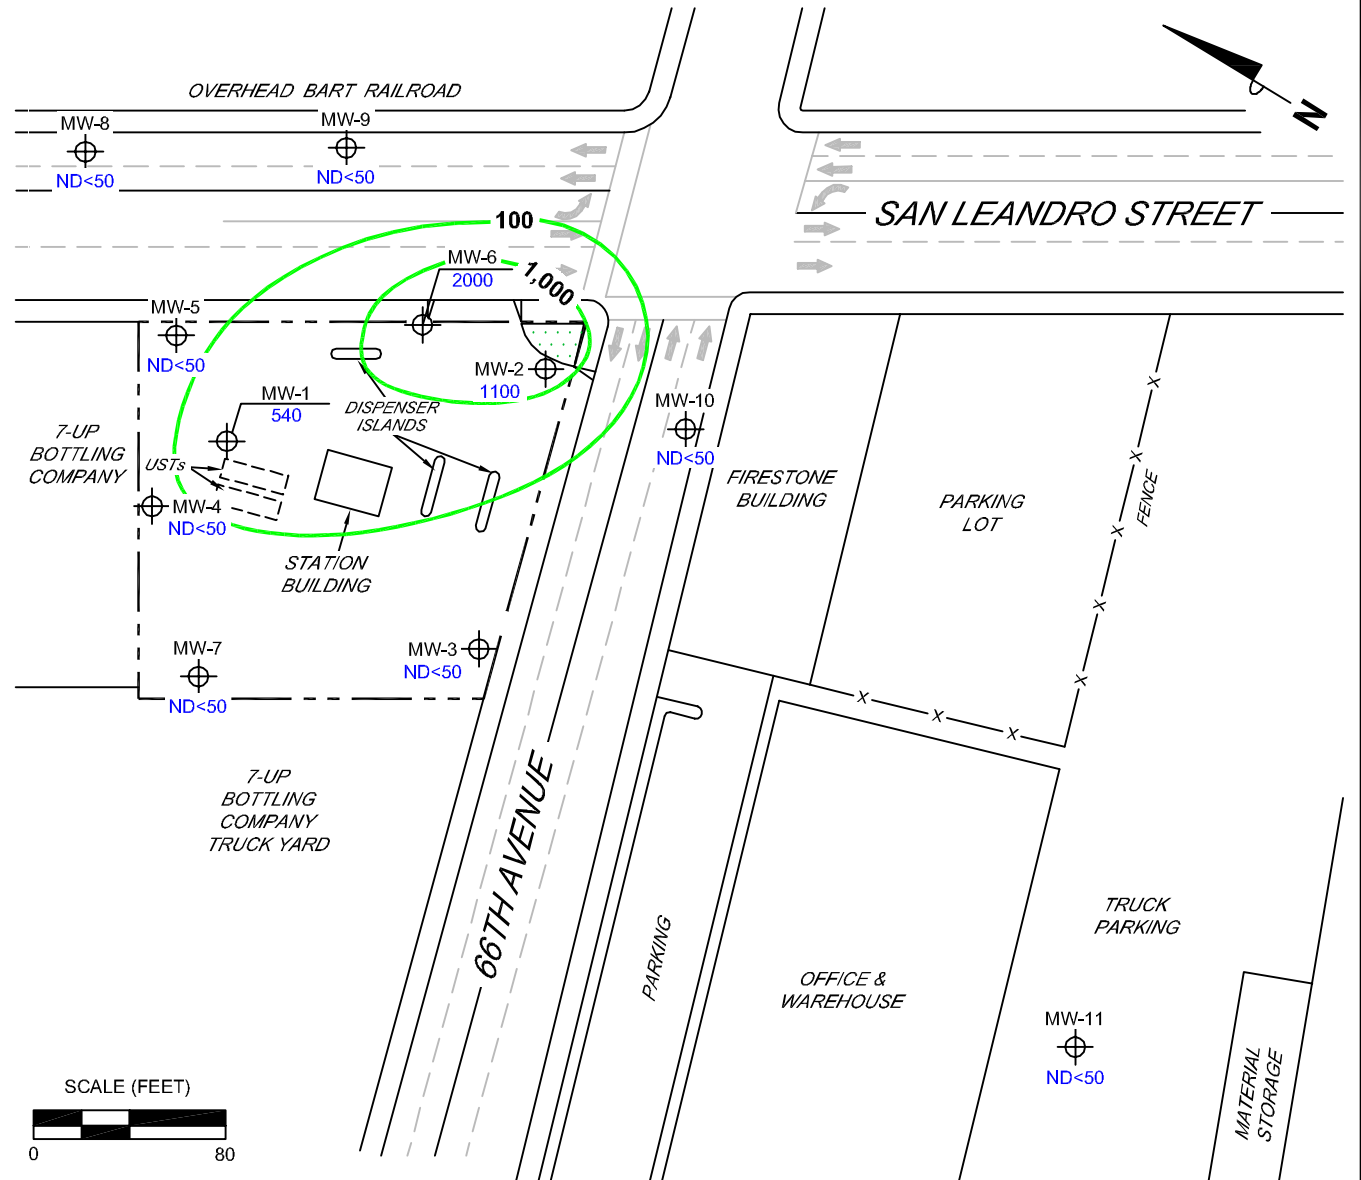 OVERHEAD BART RAILROAD
N
MW-8
ND<50
MW-9
ND<50
SAN LEANDRO STREET
100
1,000
MW-6
2000
MW-5
ND<50
MW-2
1100
MW-1
540
DISPENSER
ISLANDS
MW-10
ND<50
7-UP
BOTTLING
COMPANY
USTs
MW-4
ND<50
FIRESTONE
BUILDING
PARKING
LOT
X
X
FENCE
X
X
X
X
X
X
STATION
BUILDING
MW-7
ND<50
MW-3
ND<50
7-UP
BOTTLING
COMPANY
TRUCK YARD
66TH AVENUE
PARKING
OFFICE &
WAREHOUSE
TRUCK
PARKING
MW-11
ND<50
MATERIAL
STORAGE
SCALE (FEET)
0
80